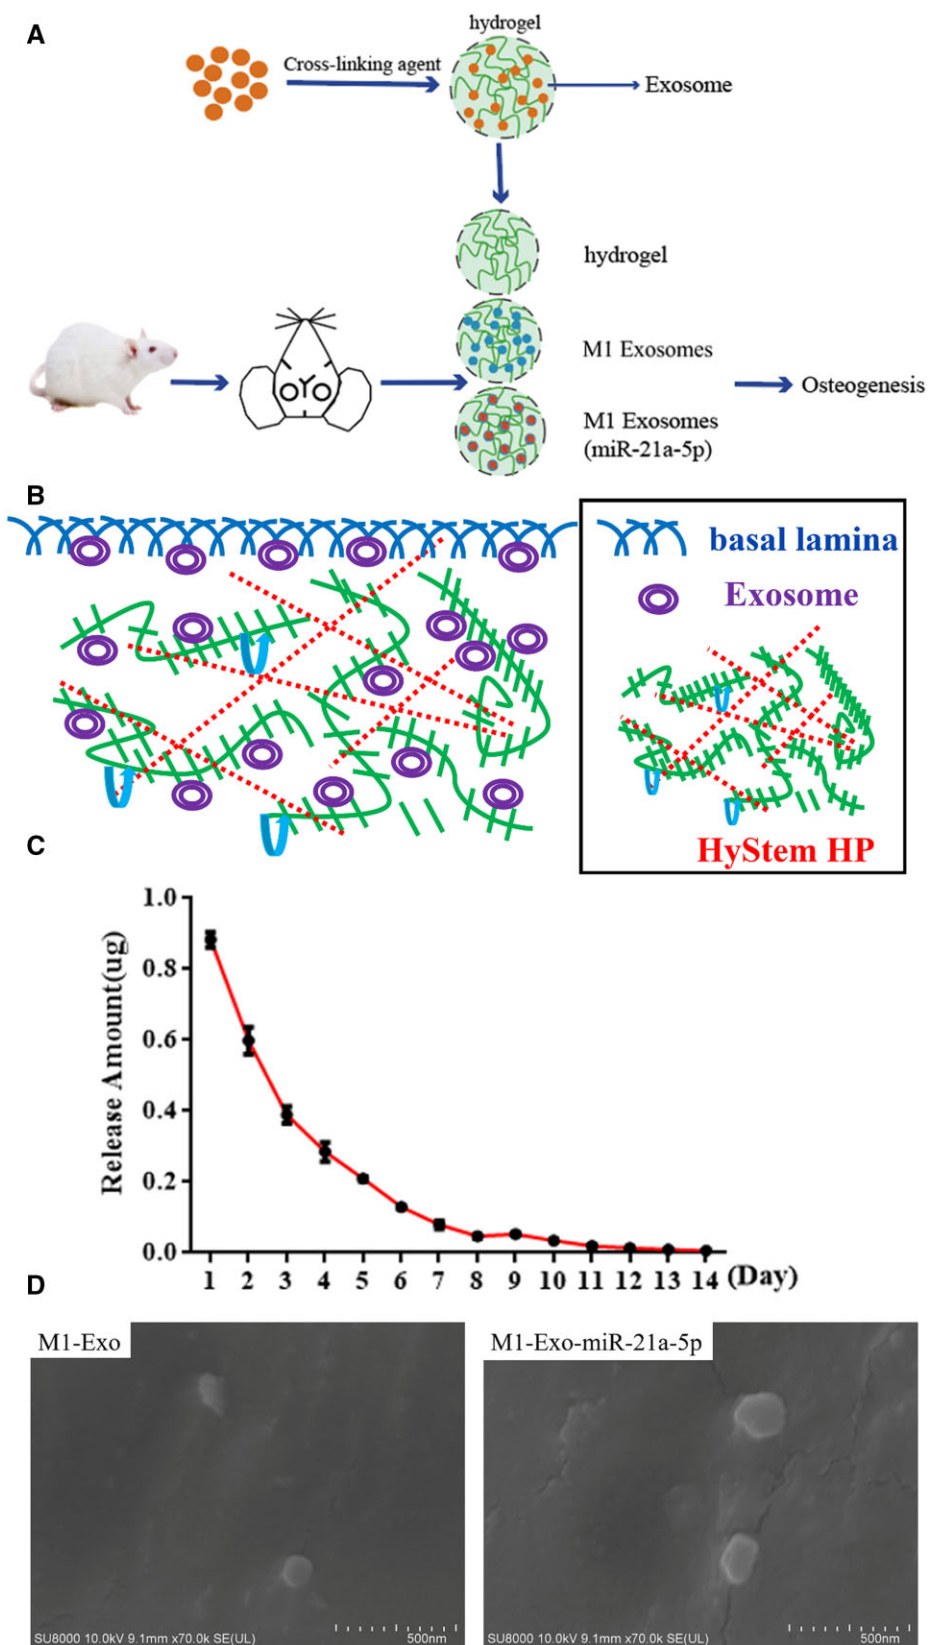 A
hydrogel
Cross-linking agent
Exosome
hydrogel
M1 Exosomes
Osteogenesis
M1 Exosomes
(miR-21a-5p)
B
basal lamina
Exosome
HyStem HP
C
Release Amount(ug)
1.0
0.8
0.6
0.4
0.2
0.0
1 2 3 4 5 6 7 8 9 10 11 12 13 14 (Day)
D
M1-Exo
M1-Exo-miR-21a-5p
SU8000 10.0kV 9.1mm x70.0k SE(UL) 500nm
SU8000 10.0kV 9.1mm x70.0k SE(UL) 500nm